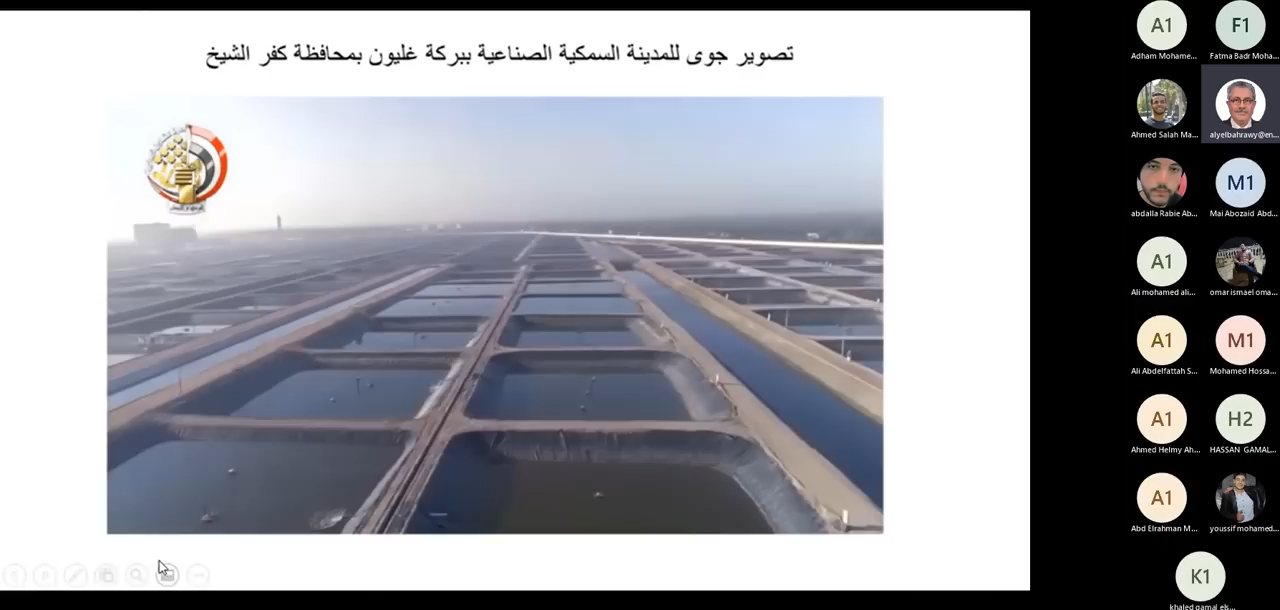 تصوير جوى للمدينة السمكية الصناعية ببركة غليون بمحافظة كفر الشيخ
A1
F1
Adham Mohame...
Fatma Badr Moha...
Ahmed Salah Ma...
alyelbahrawy@en...
M1
abdalla Rabie Ab...
Mai Abozaid Abd...
A1
Ali mohamed ali...
omar ismael oma...
A1
M1
Ali Abdelfattah S...
Mohamed Hossa...
A1
H2
Ahmed Helmy Ah...
HASSAN GAMAL...
A1
Abd Elrahman M...
youssif mohamed...
K1
khaled gamal els...